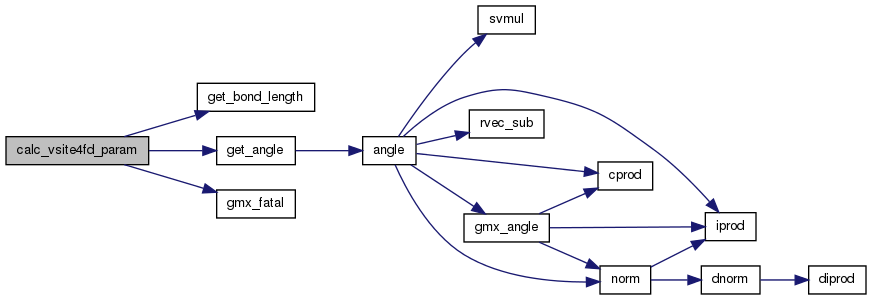 svmul
get_bond_length
rvec_sub
calc_vsite4fd_param
get_angle
angle
cprod
gmx_fatal
gmx_angle
iprod
norm
dnorm
diprod